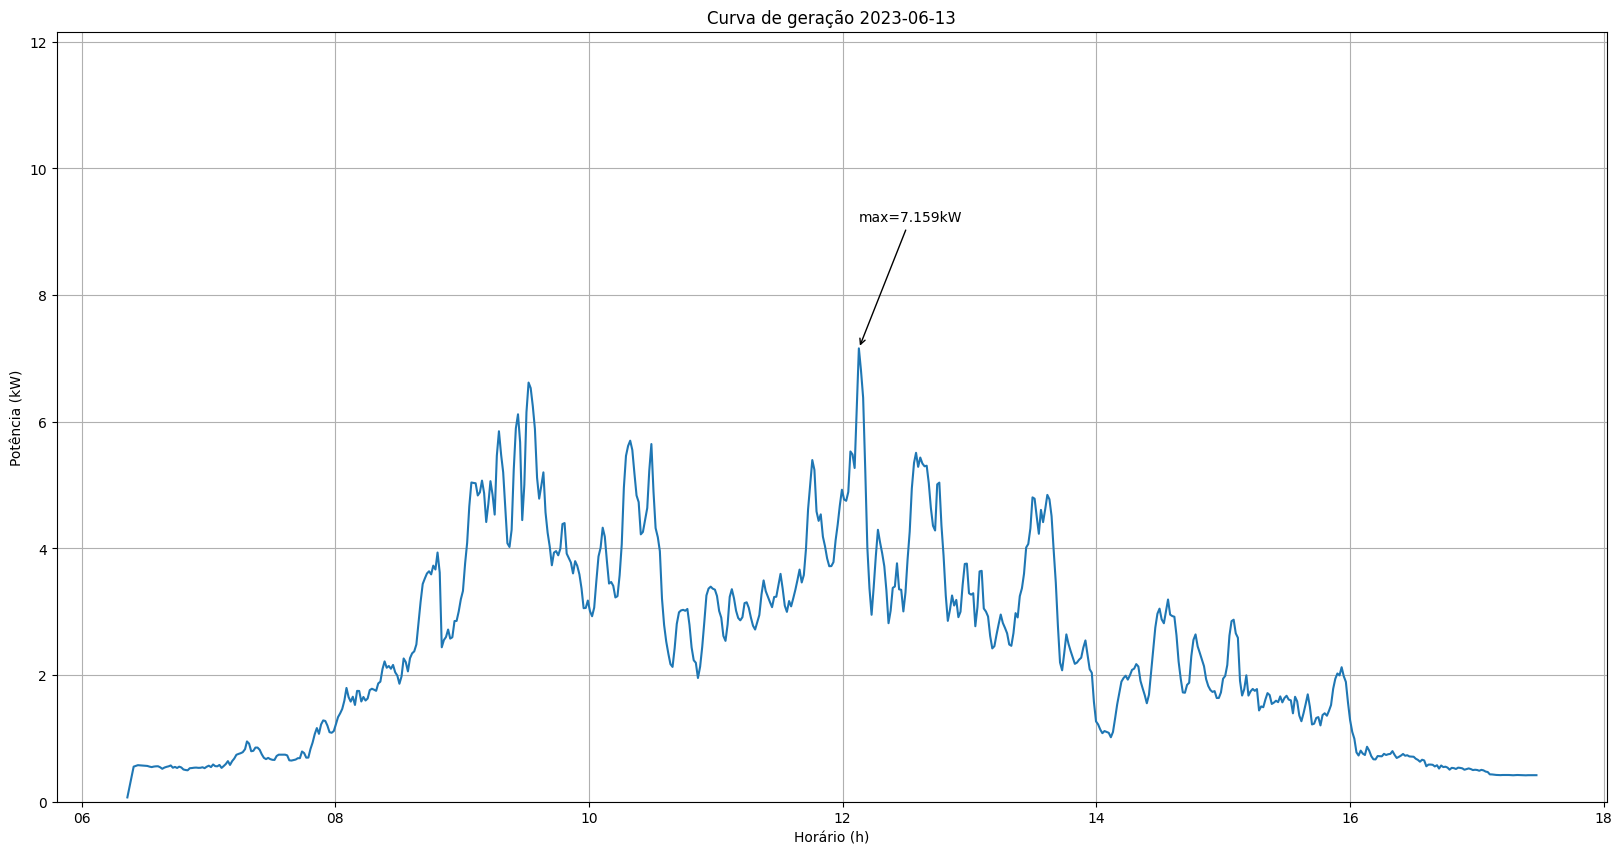 Curva de geração 2023-06-13
12
10
8
6
4
2
0
Potência (kW)
max=7.159kW
06 08 10 12 14 16 18
Horário (h)